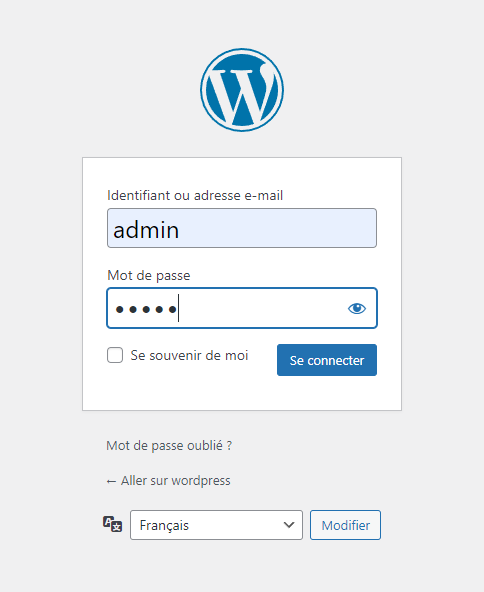 Identifiant ou adresse e-mail
admin
Mot de passe
•••••
Se souvenir de moi
Se connecter
Mot de passe oublié ?
← Aller sur wordpress
Français
Modifier